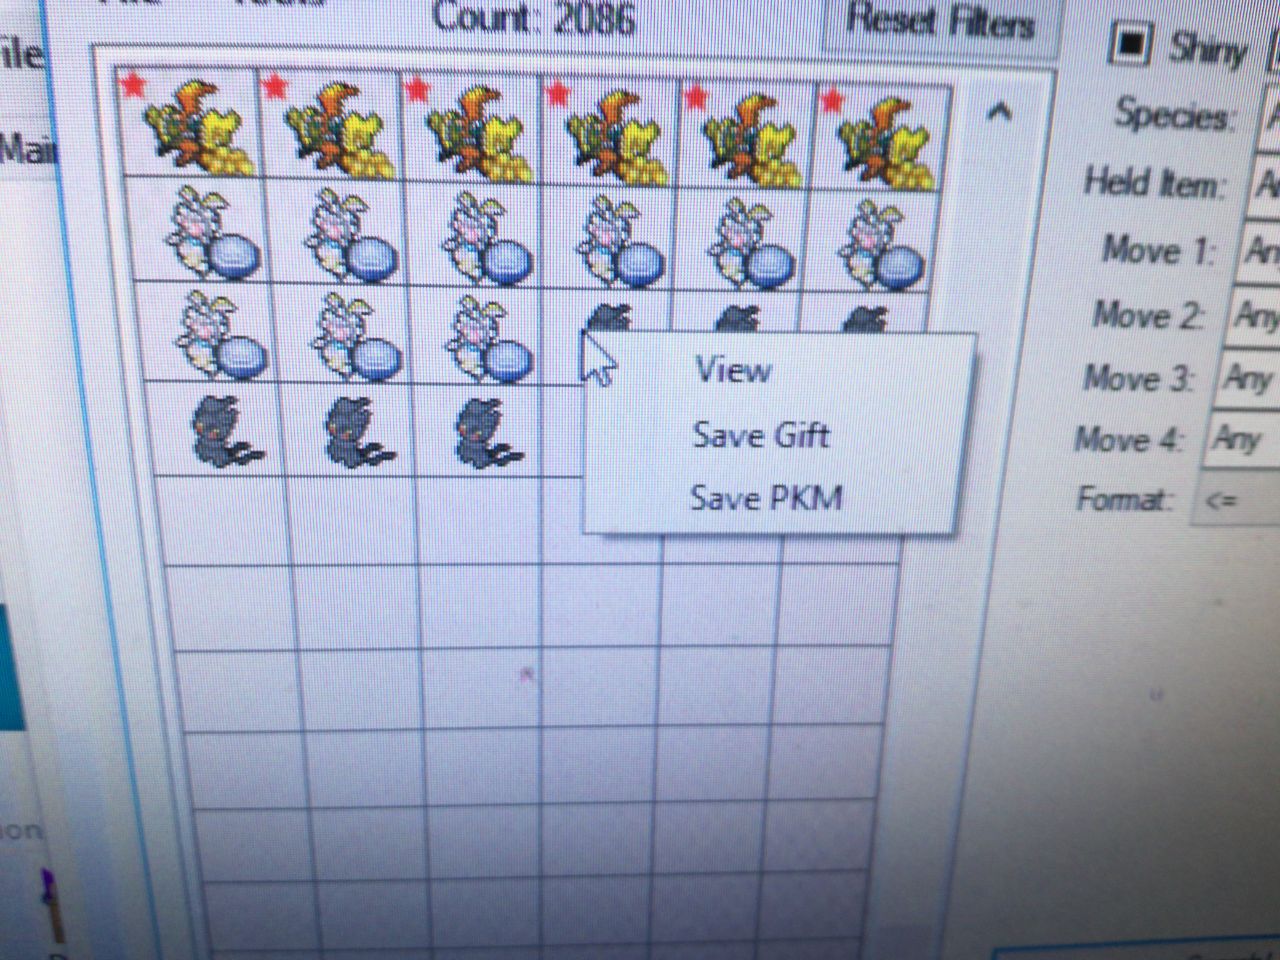 Count: 2086
Reset Filters
Shiny
Species:
Held Item:
Move 1:
Move 2: Any
Move 3: Any
Move 4: Any
Format: <=
View
Save Gift
Save PKM